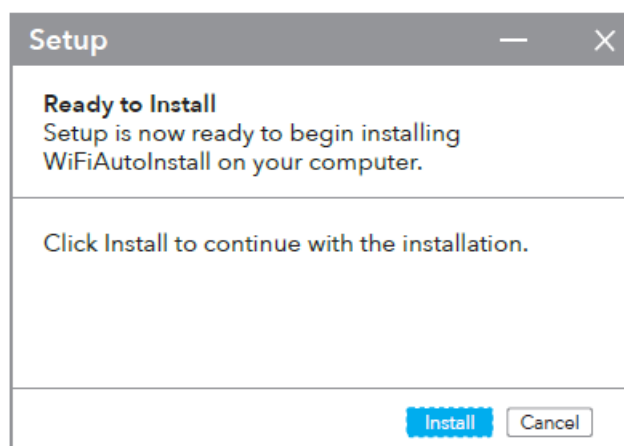 Setup
Ready to Install
Setup is now ready to begin installing
WiFiAutoInstall on your computer.
Click Install to continue with the installation.
Install Cancel